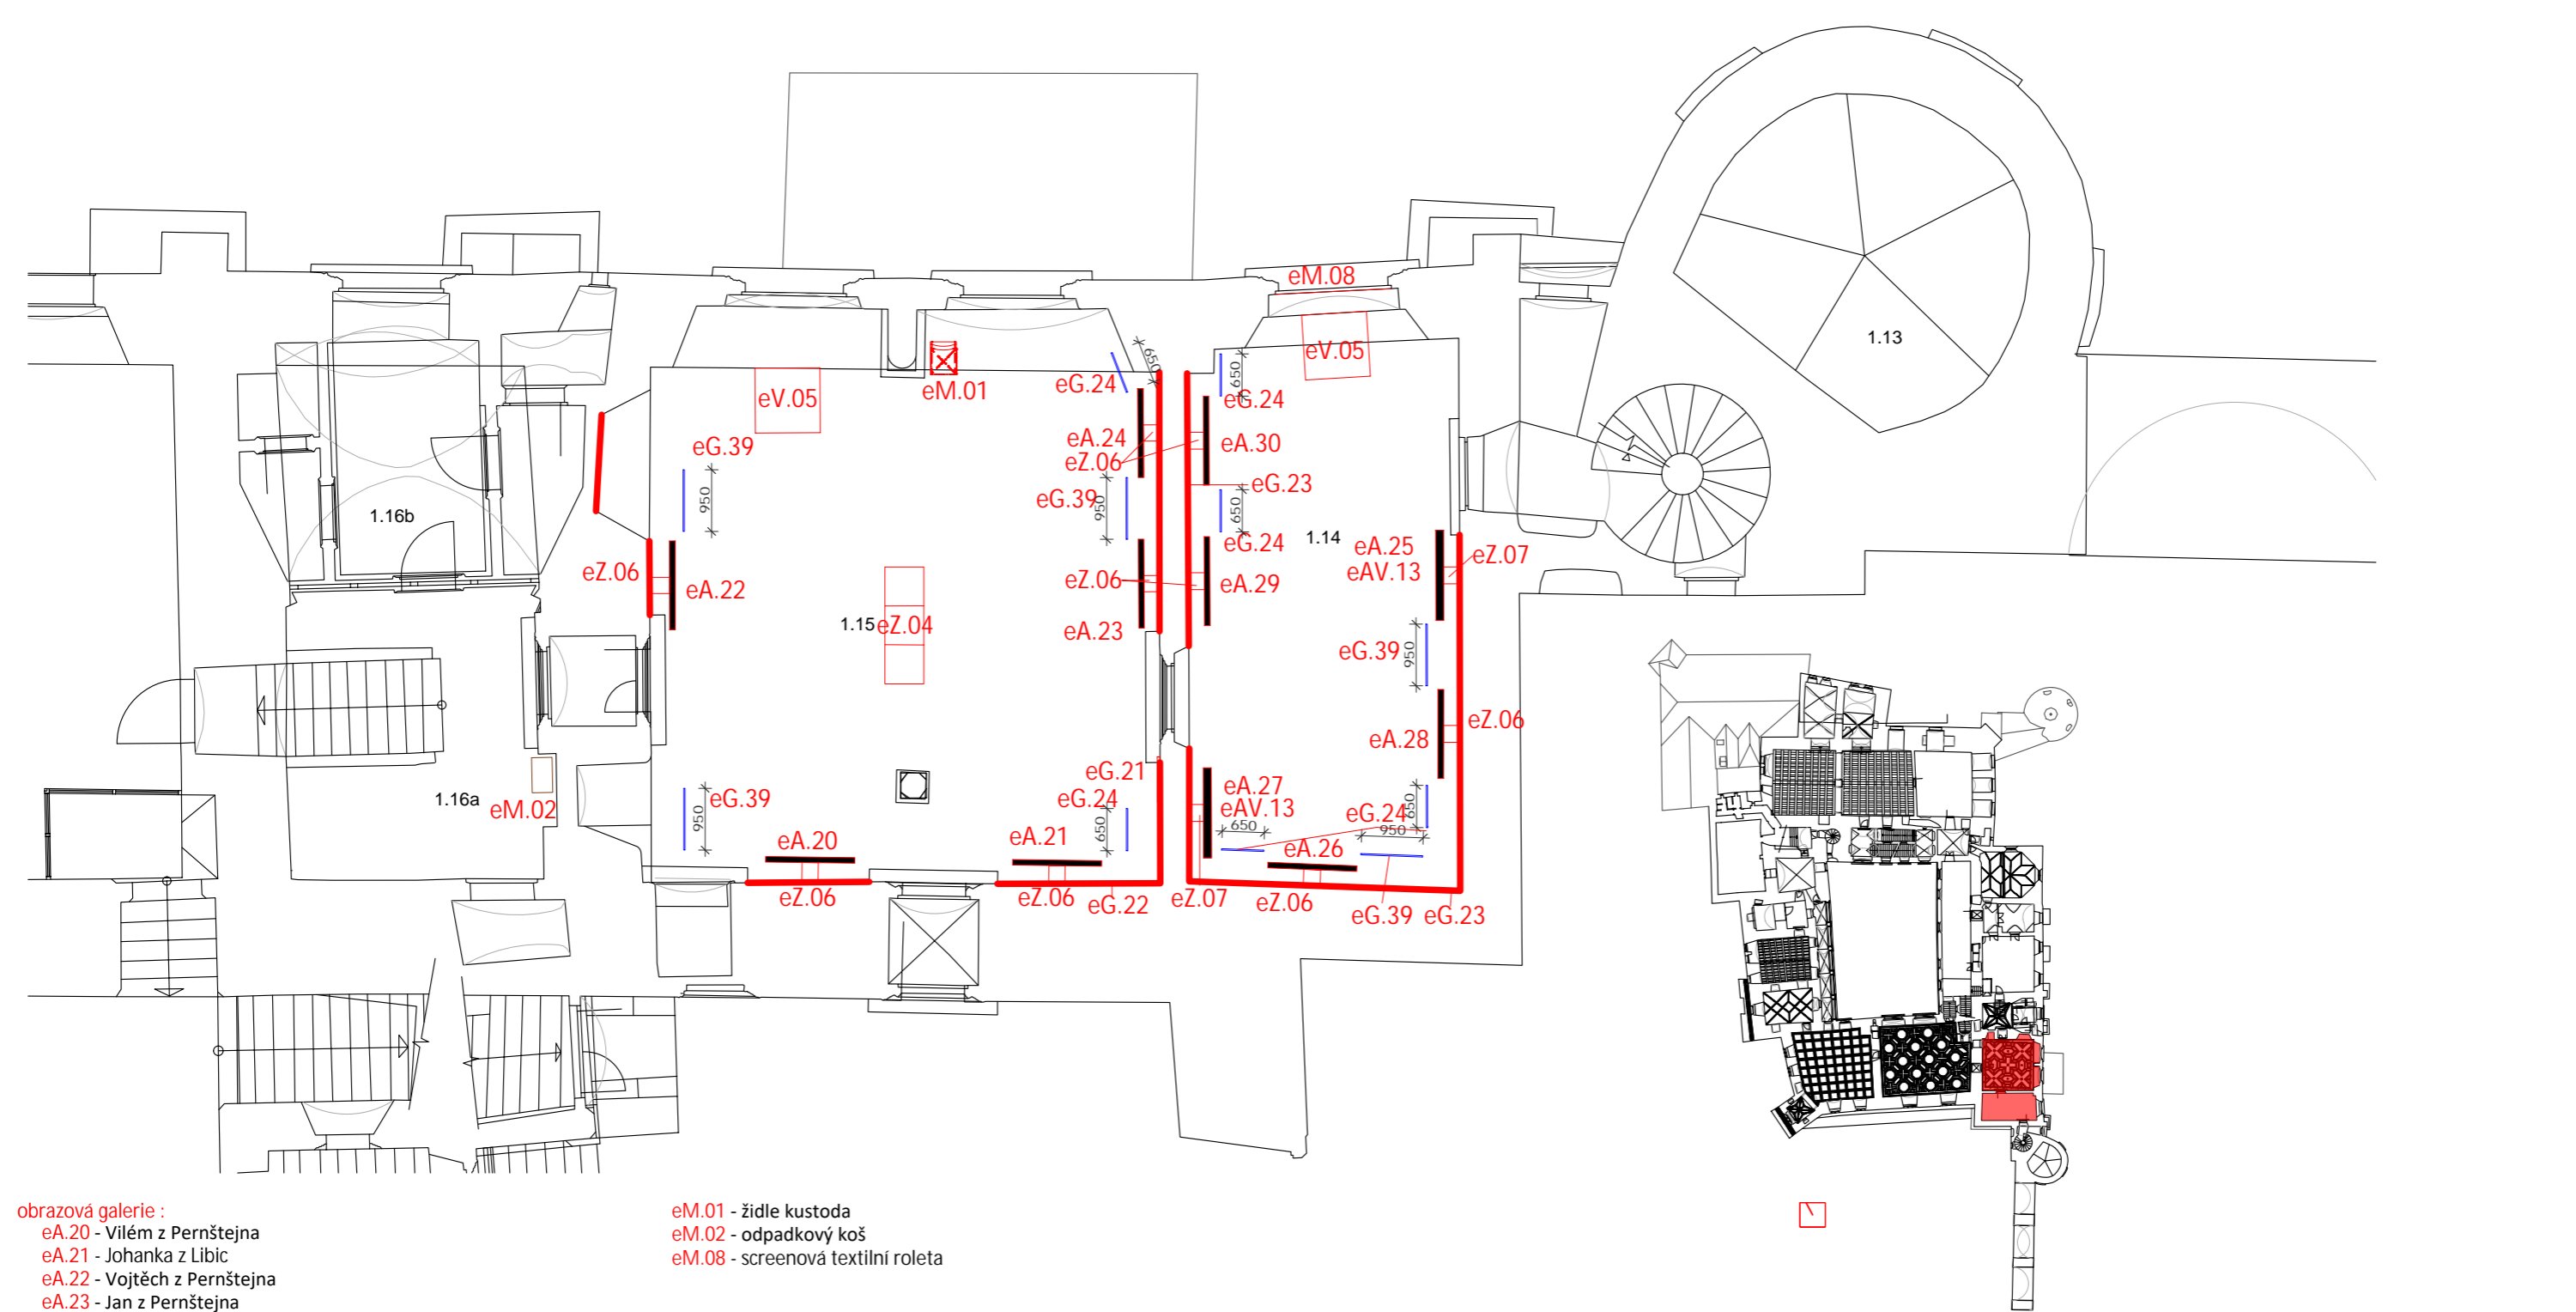 eM.08
1.13
eV.05
650
650
eG.24
eV.05
eM.01
eG.24
eG.39
eA.24
eA.30
eZ.06
950
eG.39
950
eG.23
650
1.16b
eG.24
1.14
eA.25
eZ.07
eZ.06
eA.22
eZ.06
eA.29
eAV.13
1.15
eZ.04
eA.23
eG.39
950
eZ.06
eA.28
eG.21
eA.27
1.16a
eM.02
950
eG.39
eG.24
650
eAV.13
650
eG.24
650
950
eA.20
eA.21
eA.26
eZ.06
eZ.06
eG.22
eZ.07
eZ.06
eG.39
eG.23
obrazová galerie :
eA.20 - Vilém z Pernštejna
eA.21 - Johanka z Libic
eA.22 - Vojtěch z Pernštejna
eA.23 - Jan z Pernštejna
eM.01 - židle kustoda
eM.02 - odpadkový koš
eM.08 - screenová textilní roleta